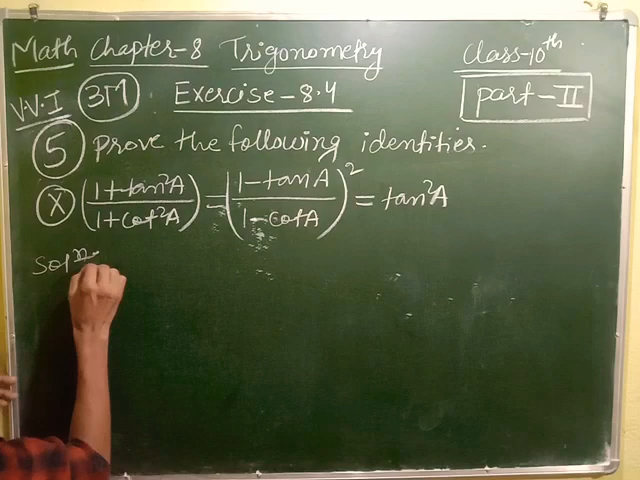 Math Chapter-8 Trigonometry Class-10th
V.V.I 3M Exercise-8.4 Part-II
5 Prove the following identities.
X (1+tan²A / 1+cot²A) = (1-tanA / 1-cotA)² = tan²A
Solⁿ